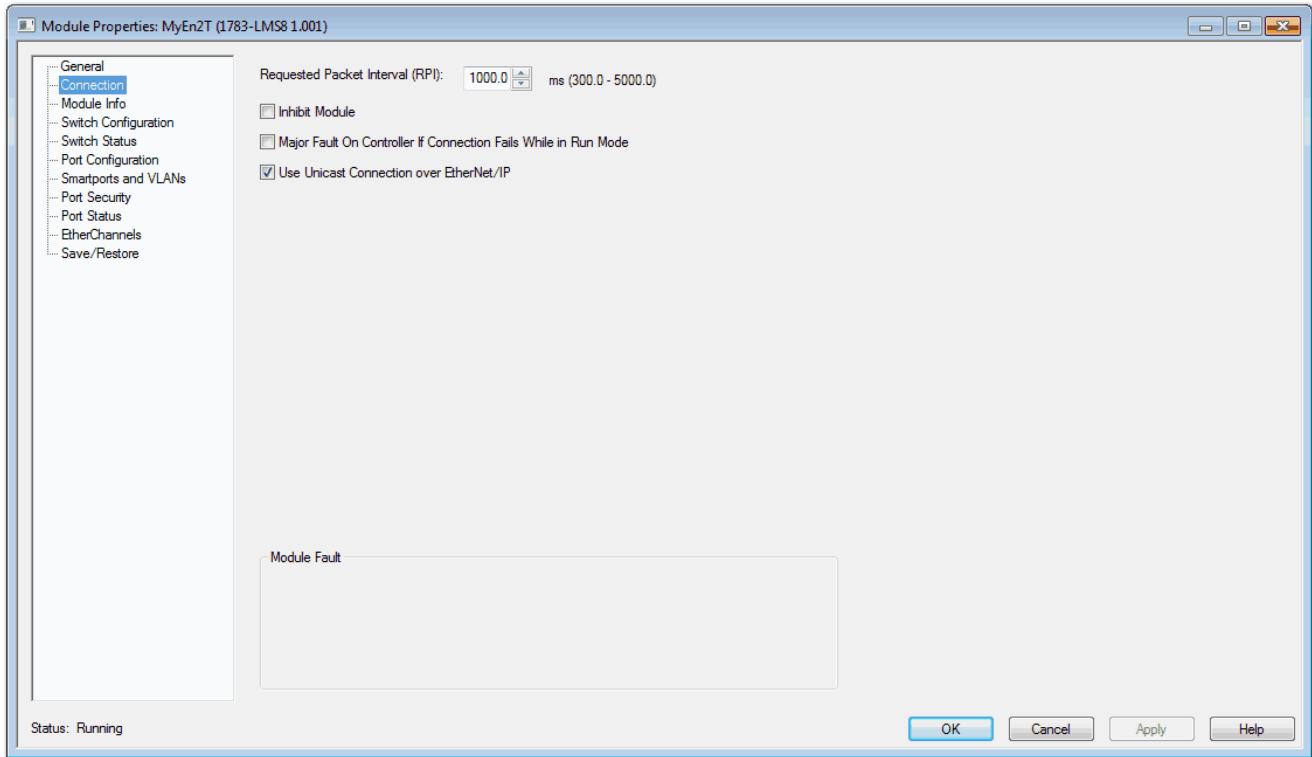 Module Properties: MyEn2T (1783-LMS8 1.001)
General
Connection
Module Info
Switch Configuration
Switch Status
Port Configuration
Smartports and VLANs
Port Security
Port Status
EtherChannels
Save/Restore
Requested Packet Interval (RPI): 1000.0 ms (300.0 - 5000.0)
Inhibit Module
Major Fault On Controller If Connection Fails While in Run Mode
Use Unicast Connection over EtherNet/IP
Module Fault
Status: Running
OK Cancel Apply Help